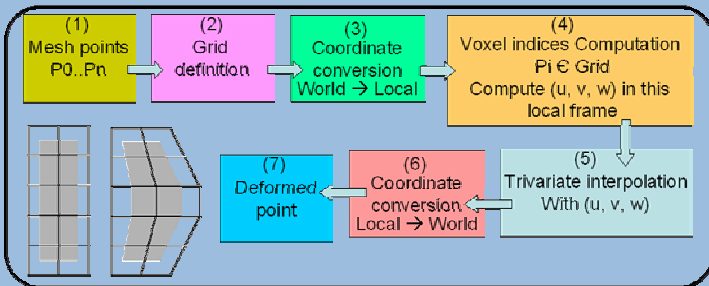 (1)
Mesh points
P0..Pn
(2)
Grid
definition
(3)
Coordinate
conversion
World → Local
(4)
Voxel indices Computation
Pi Є Grid
Compute (u, v, w) in this
local frame
(5)
Trivariate interpolation
With (u, v, w)
(6)
Coordinate
conversion
Local → World
(7)
Deformed
point